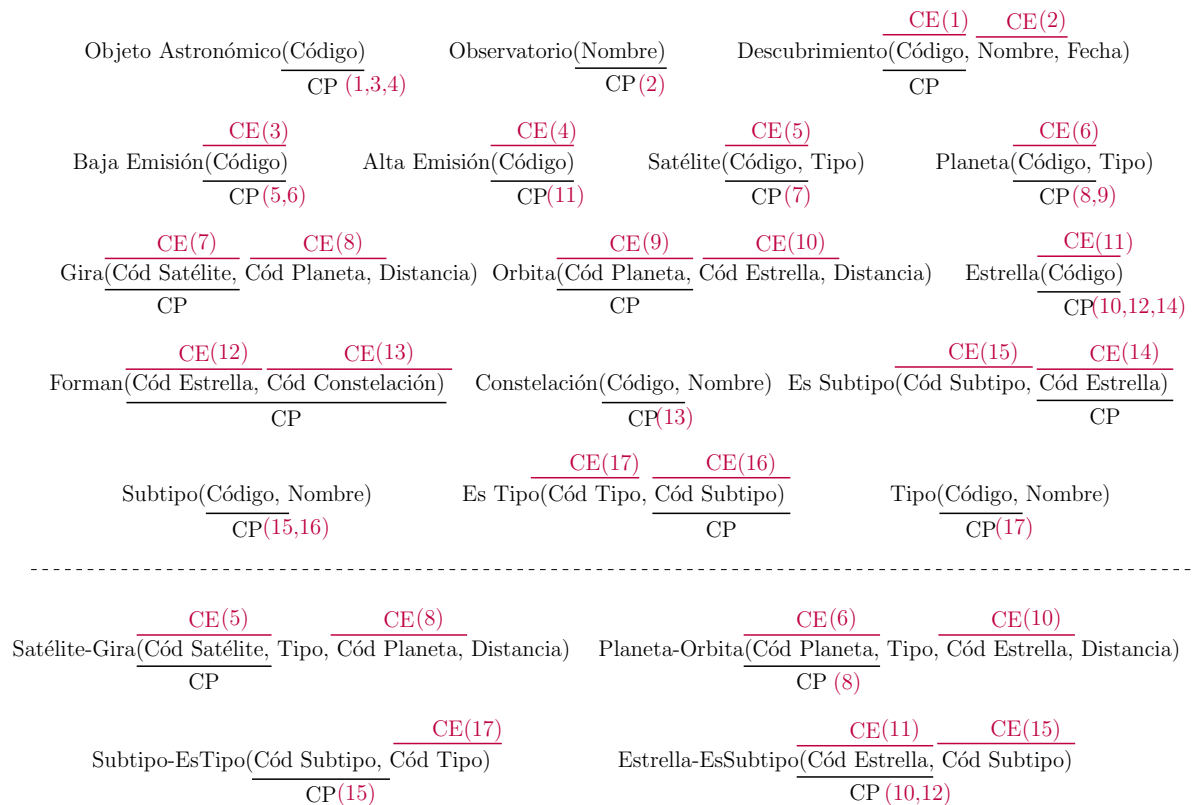 CE(1) CE(2)
Objeto Astronómico(Código) Observatorio(Nombre) Descubrimiento(Código, Nombre, Fecha)
CP (1,3,4) CP(2) CP
CE(3) CE(4) CE(5) CE(6)
Baja Emisión(Código) Alta Emisión(Código) Satélite(Código, Tipo) Planeta(Código, Tipo)
CP(5,6) CP(11) CP(7) CP(8,9)
CE(7) CE(8) CE(9) CE(10) CE(11)
Gira(Cód Satélite, Cód Planeta, Distancia) Orbita(Cód Planeta, Cód Estrella, Distancia) Estrella(Código)
CP CP CP(10,12,14)
CE(12) CE(13) CE(15) CE(14)
Forman(Cód Estrella, Cód Constelación) Constelación(Código, Nombre) Es Subtipo(Cód Subtipo, Cód Estrella)
CP CP(13) CP
CE(17) CE(16)
Subtipo(Código, Nombre) Es Tipo(Cód Tipo, Cód Subtipo) Tipo(Código, Nombre)
CP(15,16) CP CP(17)
CE(5) CE(8) CE(6) CE(10)
Satélite-Gira(Cód Satélite, Tipo, Cód Planeta, Distancia) Planeta-Orbita(Cód Planeta, Tipo, Cód Estrella, Distancia)
CP CP (8)
CE(17) CE(11) CE(15)
Subtipo-EsTipo(Cód Subtipo, Cód Tipo) Estrella-EsSubtipo(Cód Estrella, Cód Subtipo)
CP(15) CP (10,12)